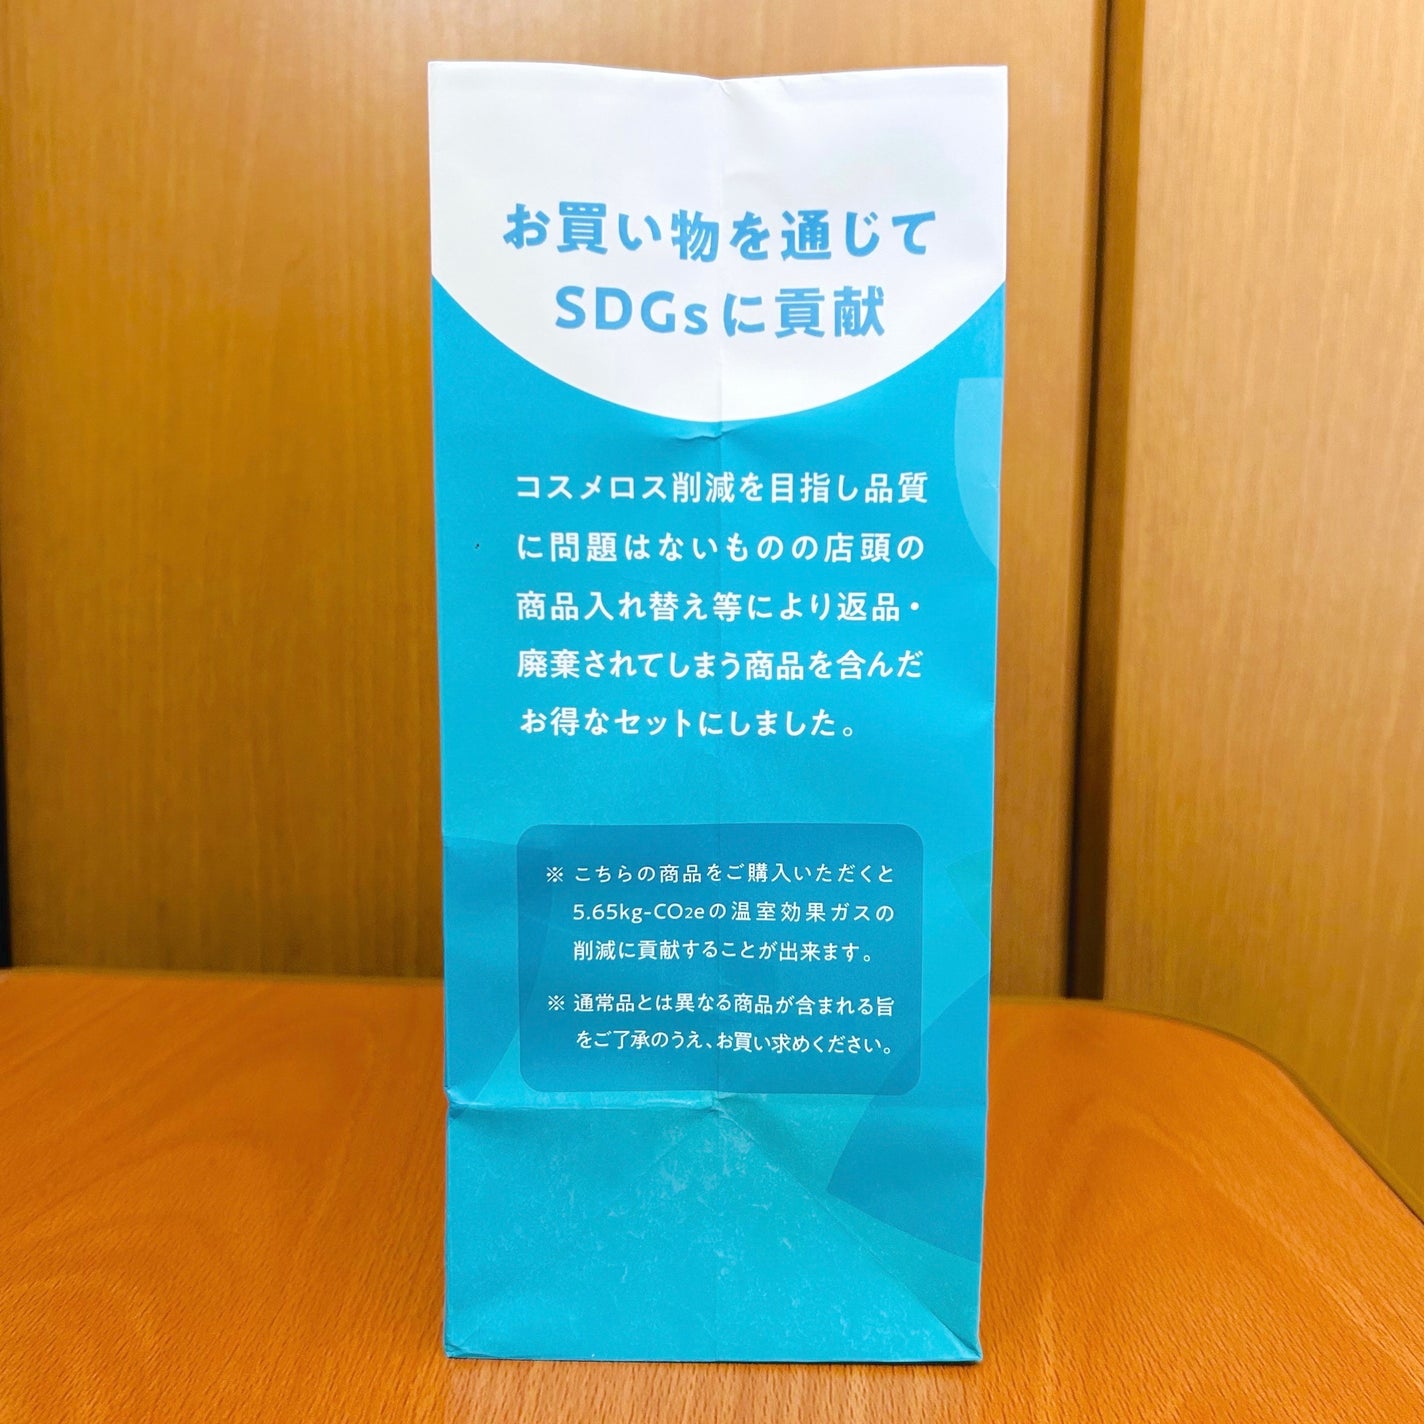 お買い物を通じて
SDGsに貢献
コスメロス削減を目指し品質
に問題はないものの店頭の
商品入れ替え等により返品・
廃棄されてしまう商品を含んだ
お得なセットにしました。
※ こちらの商品をご購入いただくと
5.65kg-CO2eの温室効果ガスの
削減に貢献することが出来ます。
※ 通常品とは異なる商品が含まれる旨
をご了承のうえ、お買い求めください。